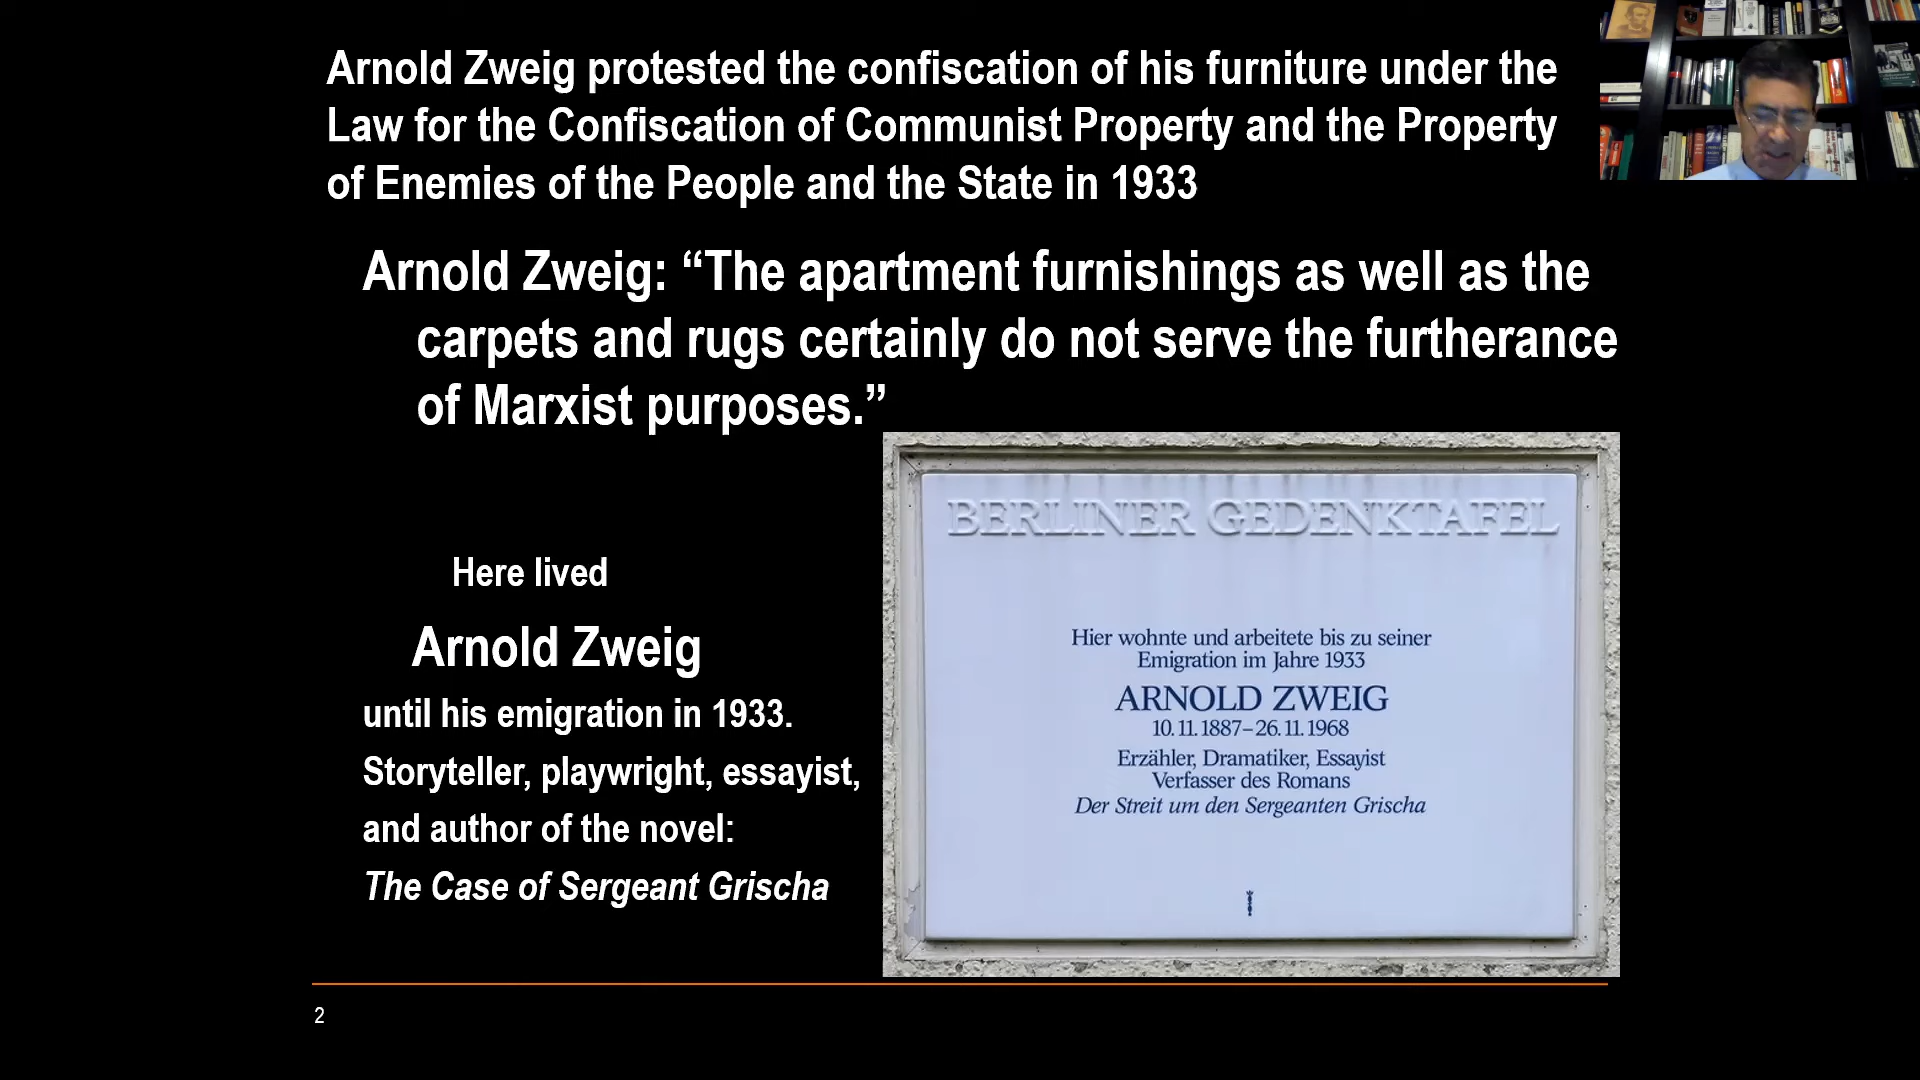 Arnold Zweig protested the confiscation of his furniture under the
Law for the Confiscation of Communist Property and the Property
of Enemies of the People and the State in 1933
Arnold Zweig: “The apartment furnishings as well as the
carpets and rugs certainly do not serve the furtherance
of Marxist purposes.”
Here lived
Arnold Zweig
until his emigration in 1933.
Storyteller, playwright, essayist,
and author of the novel:
The Case of Sergeant Grischa
BERLINER GEDENKTAFEL
Hier wohnte und arbeitete bis zu seiner
Emigration im Jahre 1933
ARNOLD ZWEIG
10.11.1887–26.11.1968
Erzähler, Dramatiker, Essayist
Verfasser des Romans
Der Streit um den Sergeanten Grischa
2